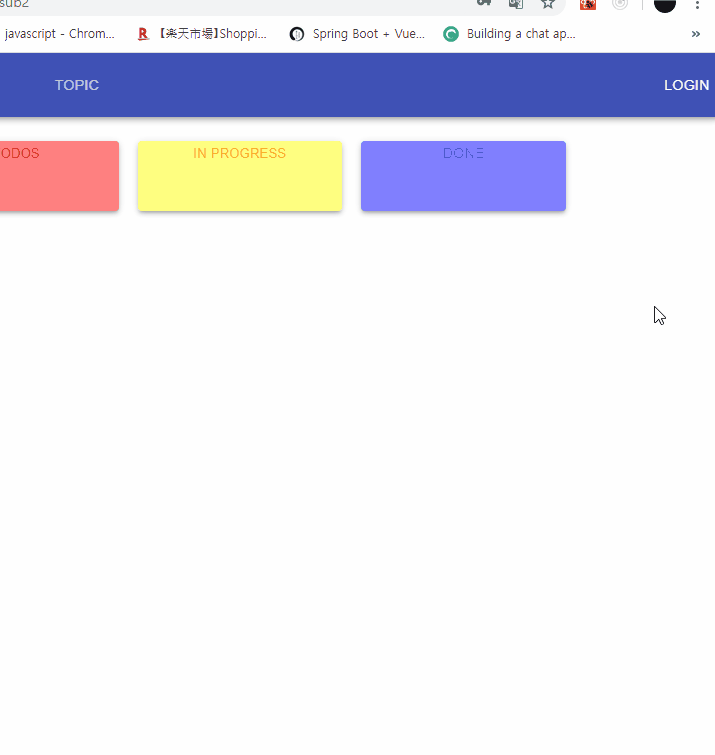 sub2
javascript - Chrom...
【楽天市場】Shoppi...
Spring Boot + Vue...
Building a chat ap...
»
TOPIC
LOGIN
ODOS
IN PROGRESS
DONE